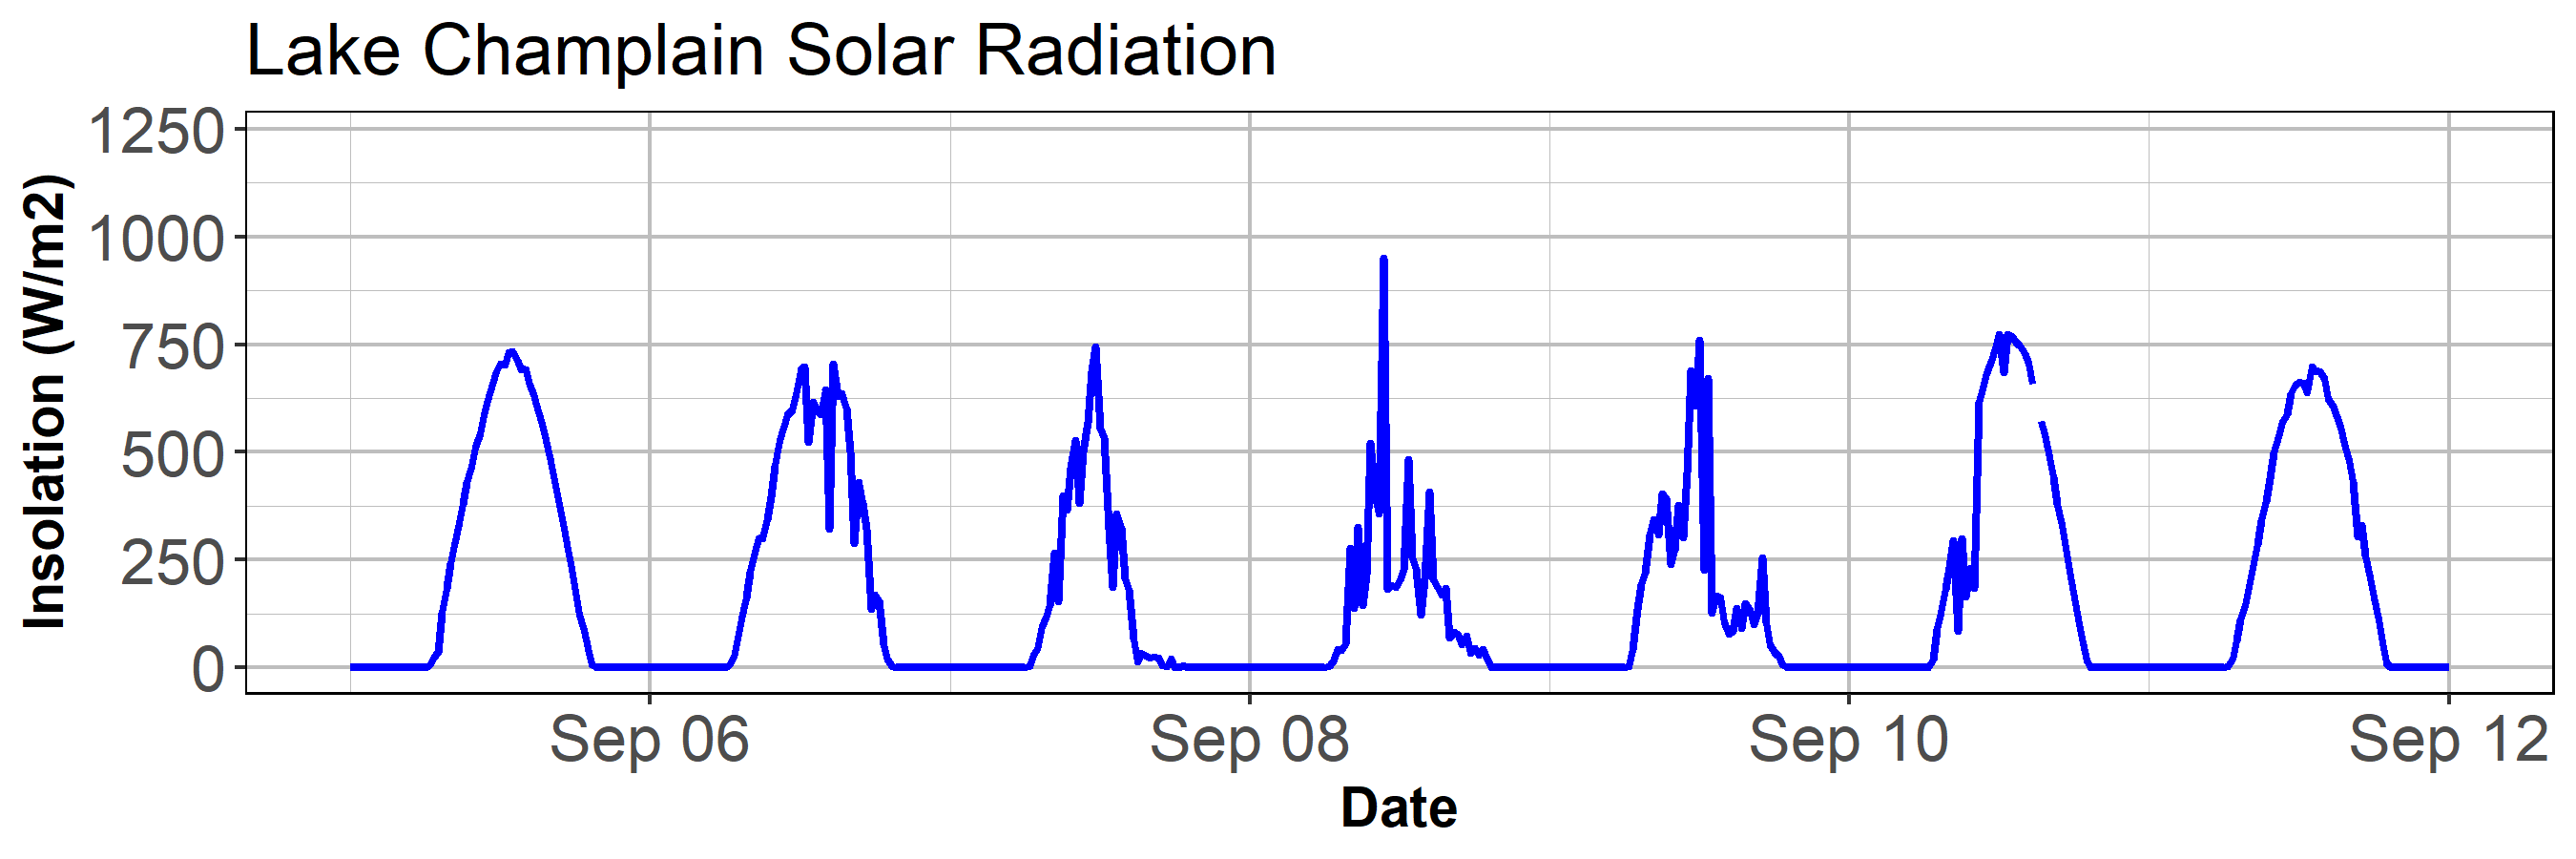 Lake Champlain Solar Radiation
1250
1000
750
500
250
0
Insolation (W/m2)
Sep 06
Sep 08
Sep 10
Sep 12
Date